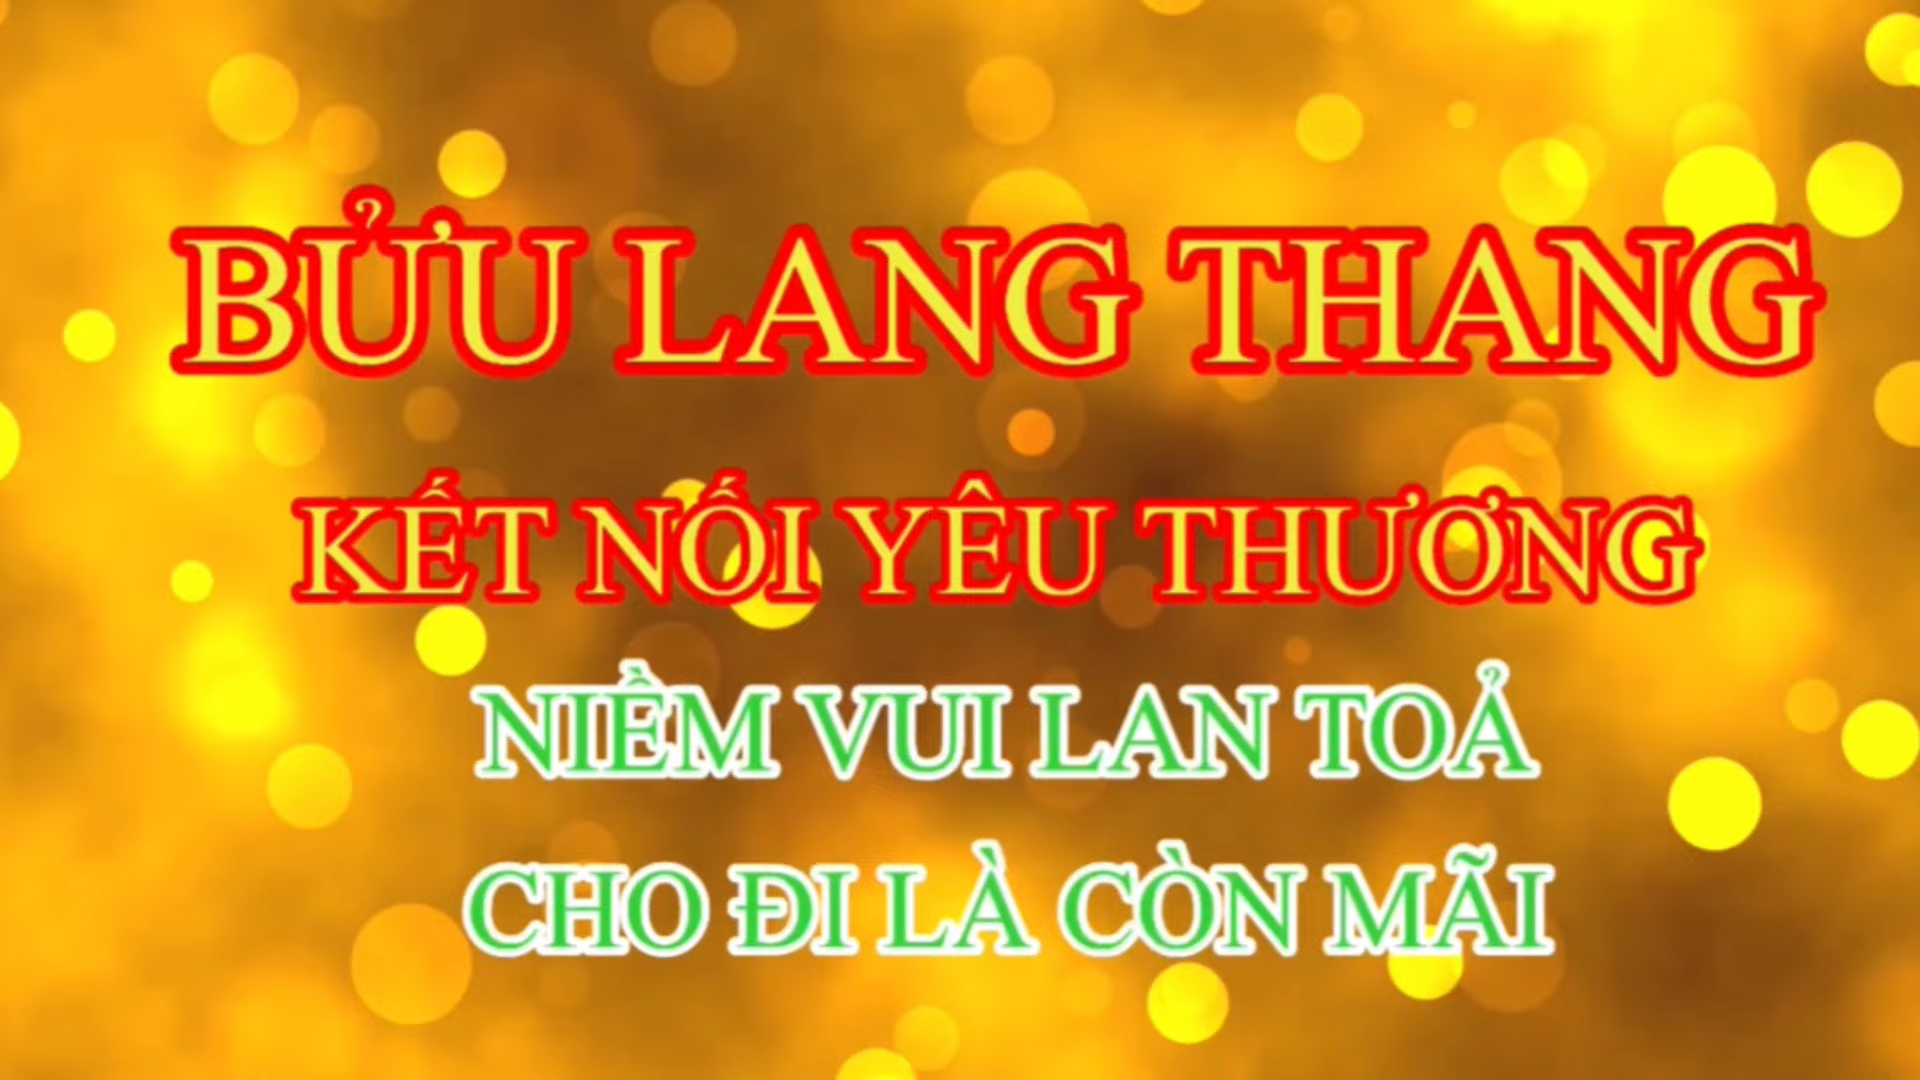 BỬU LANG THANG
KẾT NỐI YÊU THƯƠNG
NIỀM VUI LAN TOẢ
CHO ĐI LÀ CÒN MÃI